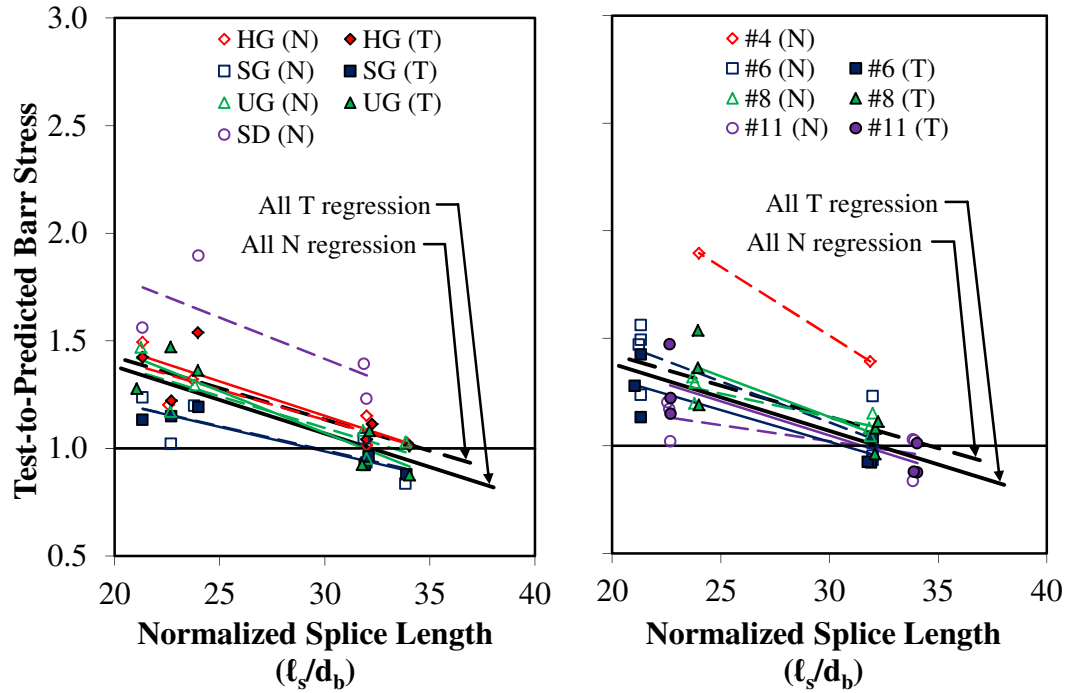 3.0
2.5
2.0
1.5
1.0
0.5
Test-to-Predicted Barr Stress
HG (N) HG (T)
SG (N) SG (T)
UG (N) UG (T)
SD (N)
All T regression
All N regression
20 25 30 35 40
Normalized Splice Length
(ℓs/db)
#4 (N)
#6 (N) #6 (T)
#8 (N) #8 (T)
#11 (N) #11 (T)
All T regression
All N regression
20 25 30 35 40
Normalized Splice Length
(ℓs/db)